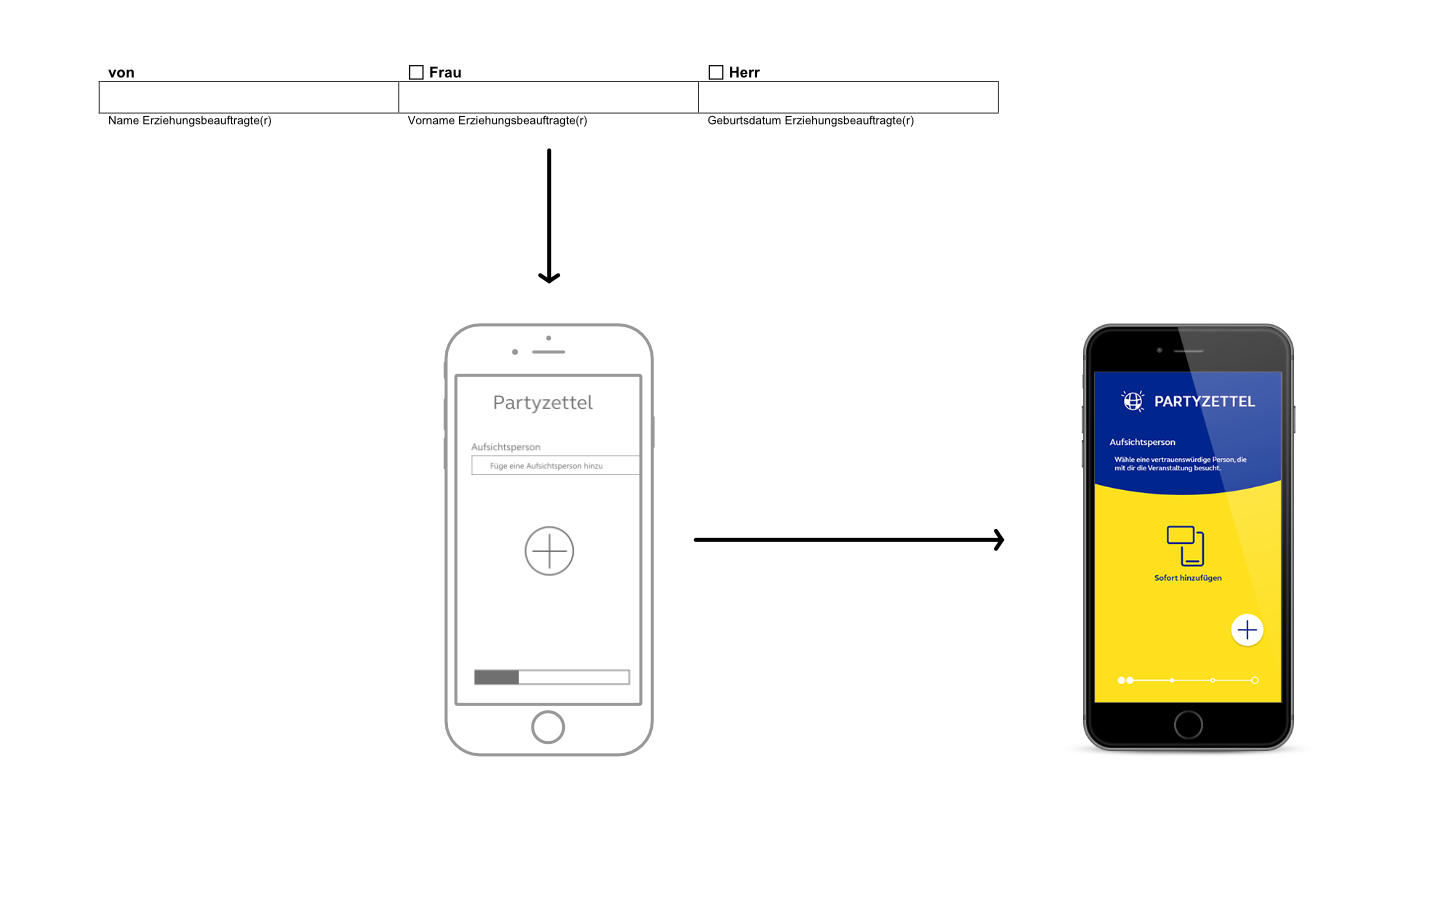 von
Frau
Herr
Name Erziehungsbeauftragte(r)
Vorname Erziehungsbeauftragte(r)
Geburtsdatum Erziehungsbeauftragte(r)
Partyzettel
Aufsichtsperson
Füge eine Aufsichtsperson hinzu
PARTYZETTEL
Aufsichtsperson
Wähle eine vertrauenswürdige Person, die
mit dir die Veranstaltung besucht.
Sofort hinzufügen